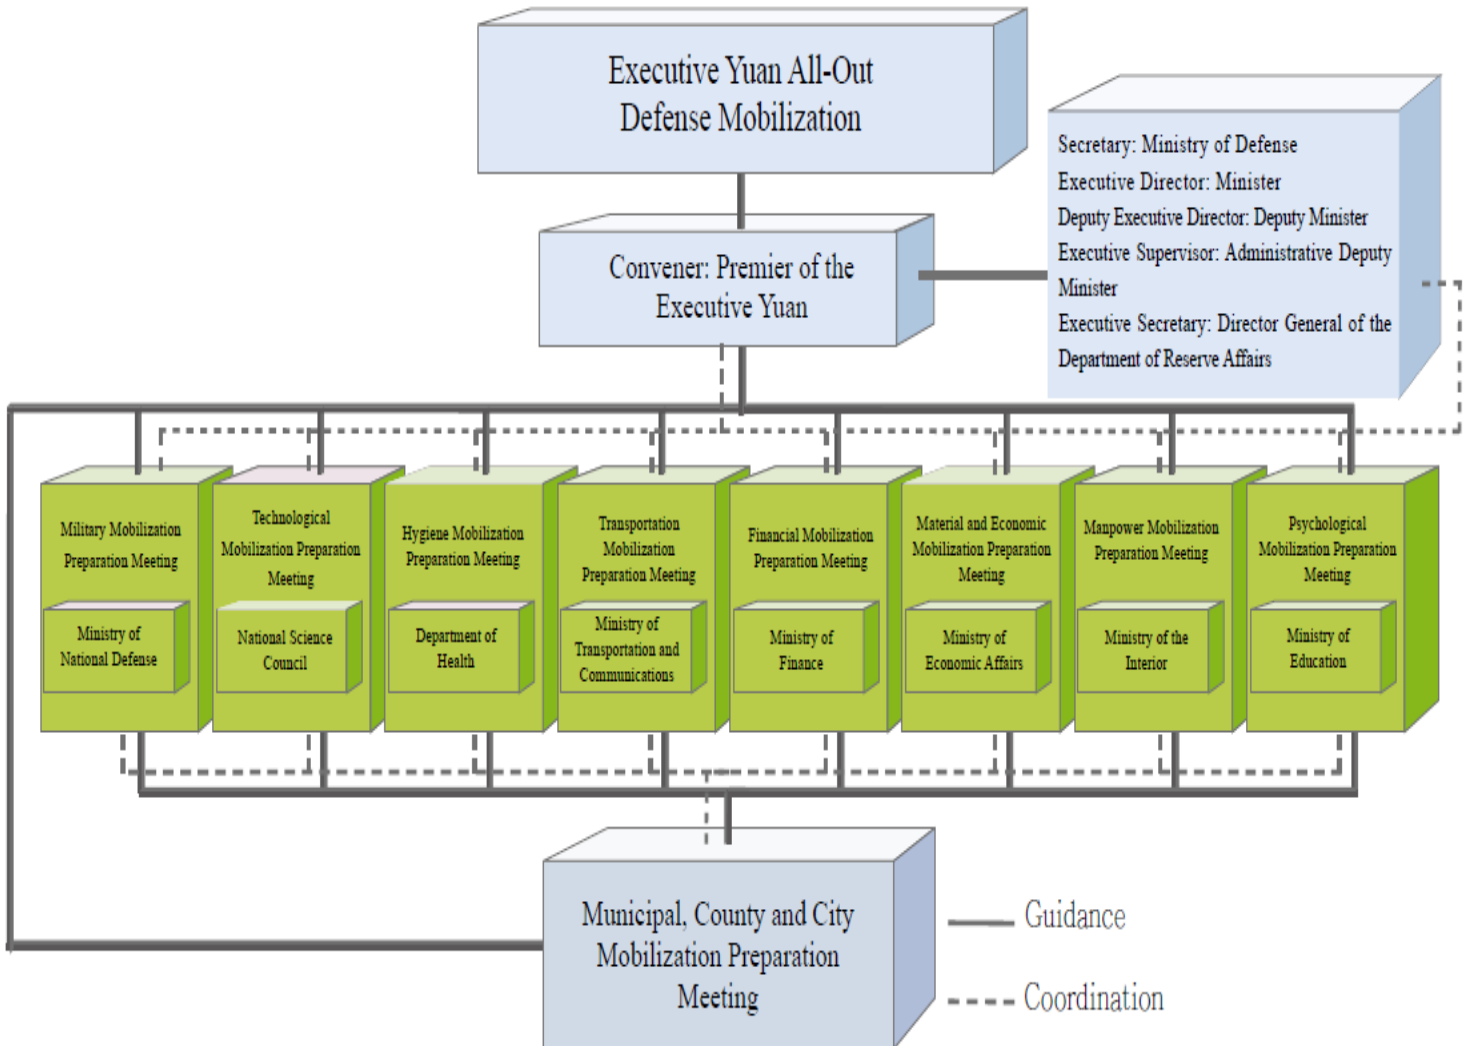 Executive Yuan All-Out
Defense Mobilization
Convener: Premier of the
Executive Yuan
Secretary: Ministry of Defense
Executive Director: Minister
Deputy Executive Director: Deputy Minister
Executive Supervisor: Administrative Deputy
Minister
Executive Secretary: Director General of the
Department of Reserve Affairs
Military Mobilization
Preparation Meeting
Ministry of
National Defense
Technological
Mobilization Preparation
Meeting
National Science
Council
Hygiene Mobilization
Preparation Meeting
Department of
Health
Transportation
Mobilization
Preparation Meeting
Ministry of
Transportation and
Communications
Financial Mobilization
Preparation Meeting
Ministry of
Finance
Material and Economic
Mobilization Preparation
Meeting
Ministry of
Economic Affairs
Manpower Mobilization
Preparation Meeting
Ministry of the
Interior
Psychological
Mobilization Preparation
Meeting
Ministry of
Education
Municipal, County and City
Mobilization Preparation
Meeting
Guidance
Coordination